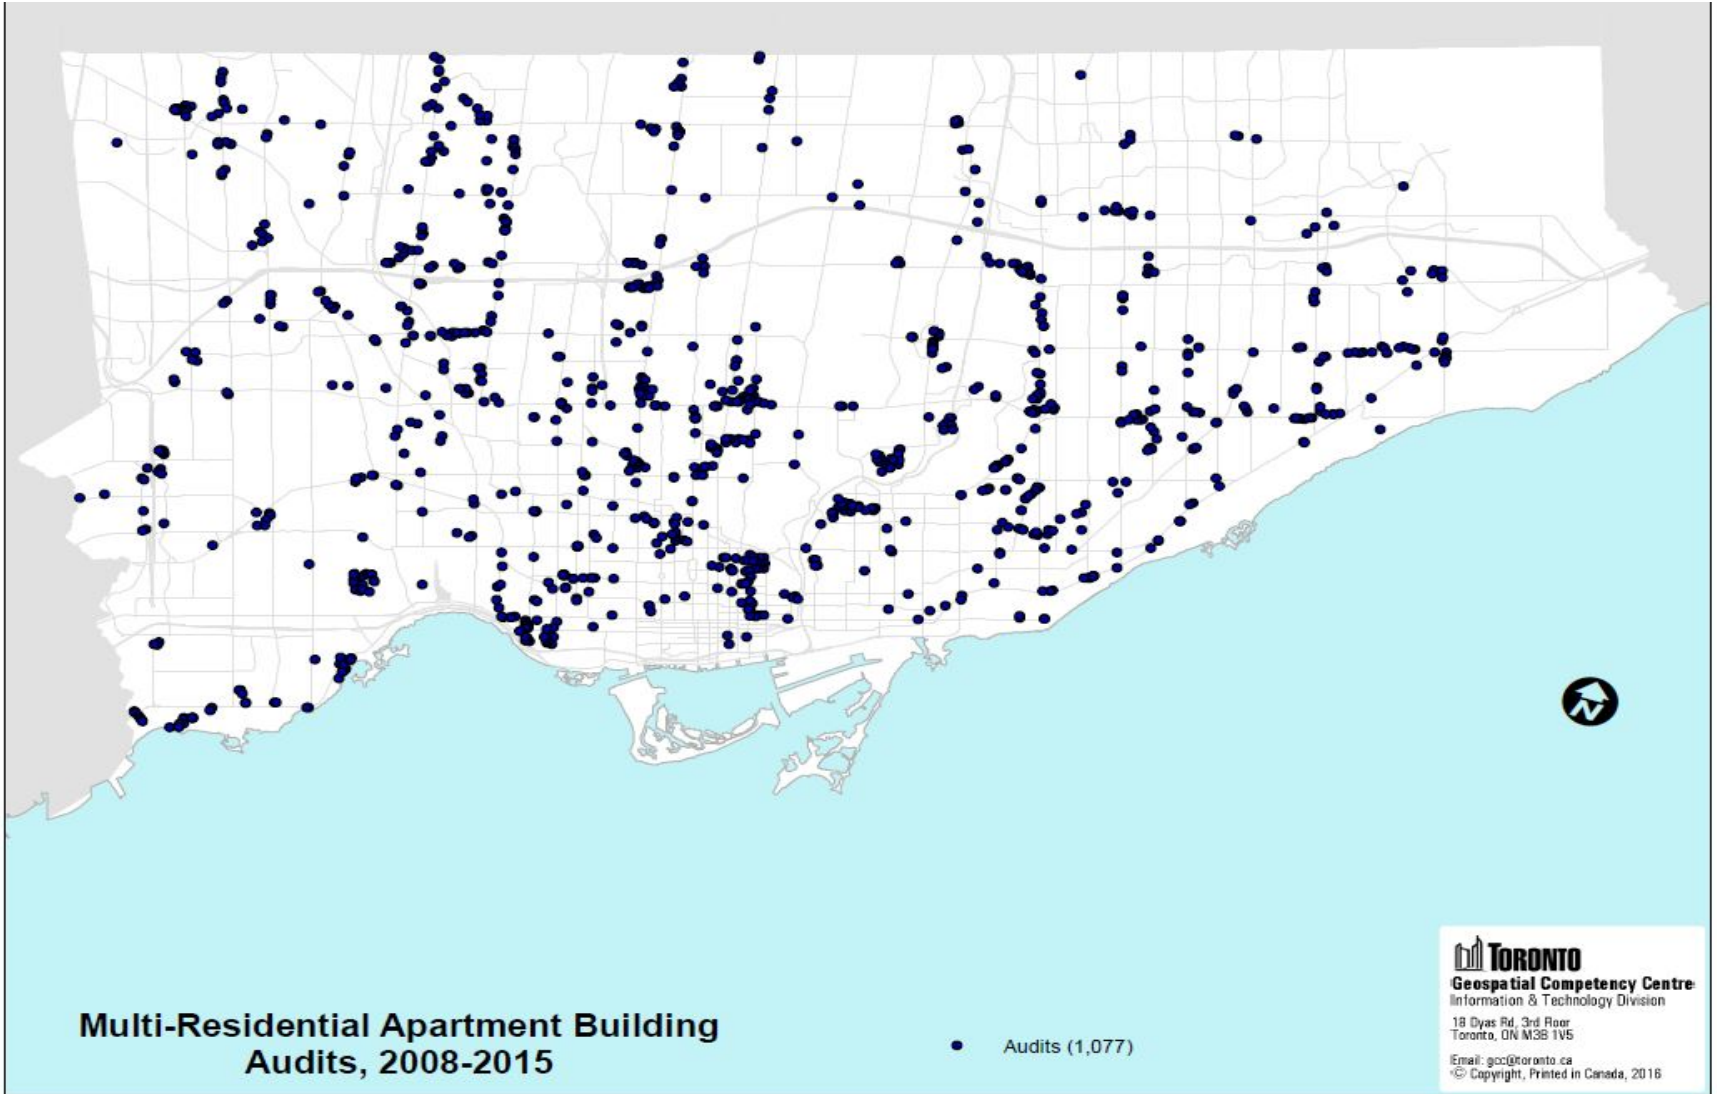 N
TORONTO
Geospatial Competency Centre
Information & Technology Division
18 Dyas Rd, 3rd Floor
Toronto, ON M3B 1V5
Email: gcc@toronto.ca
© Copyright, Printed in Canada, 2016
Multi-Residential Apartment Building
Audits, 2008-2015
Audits (1,077)